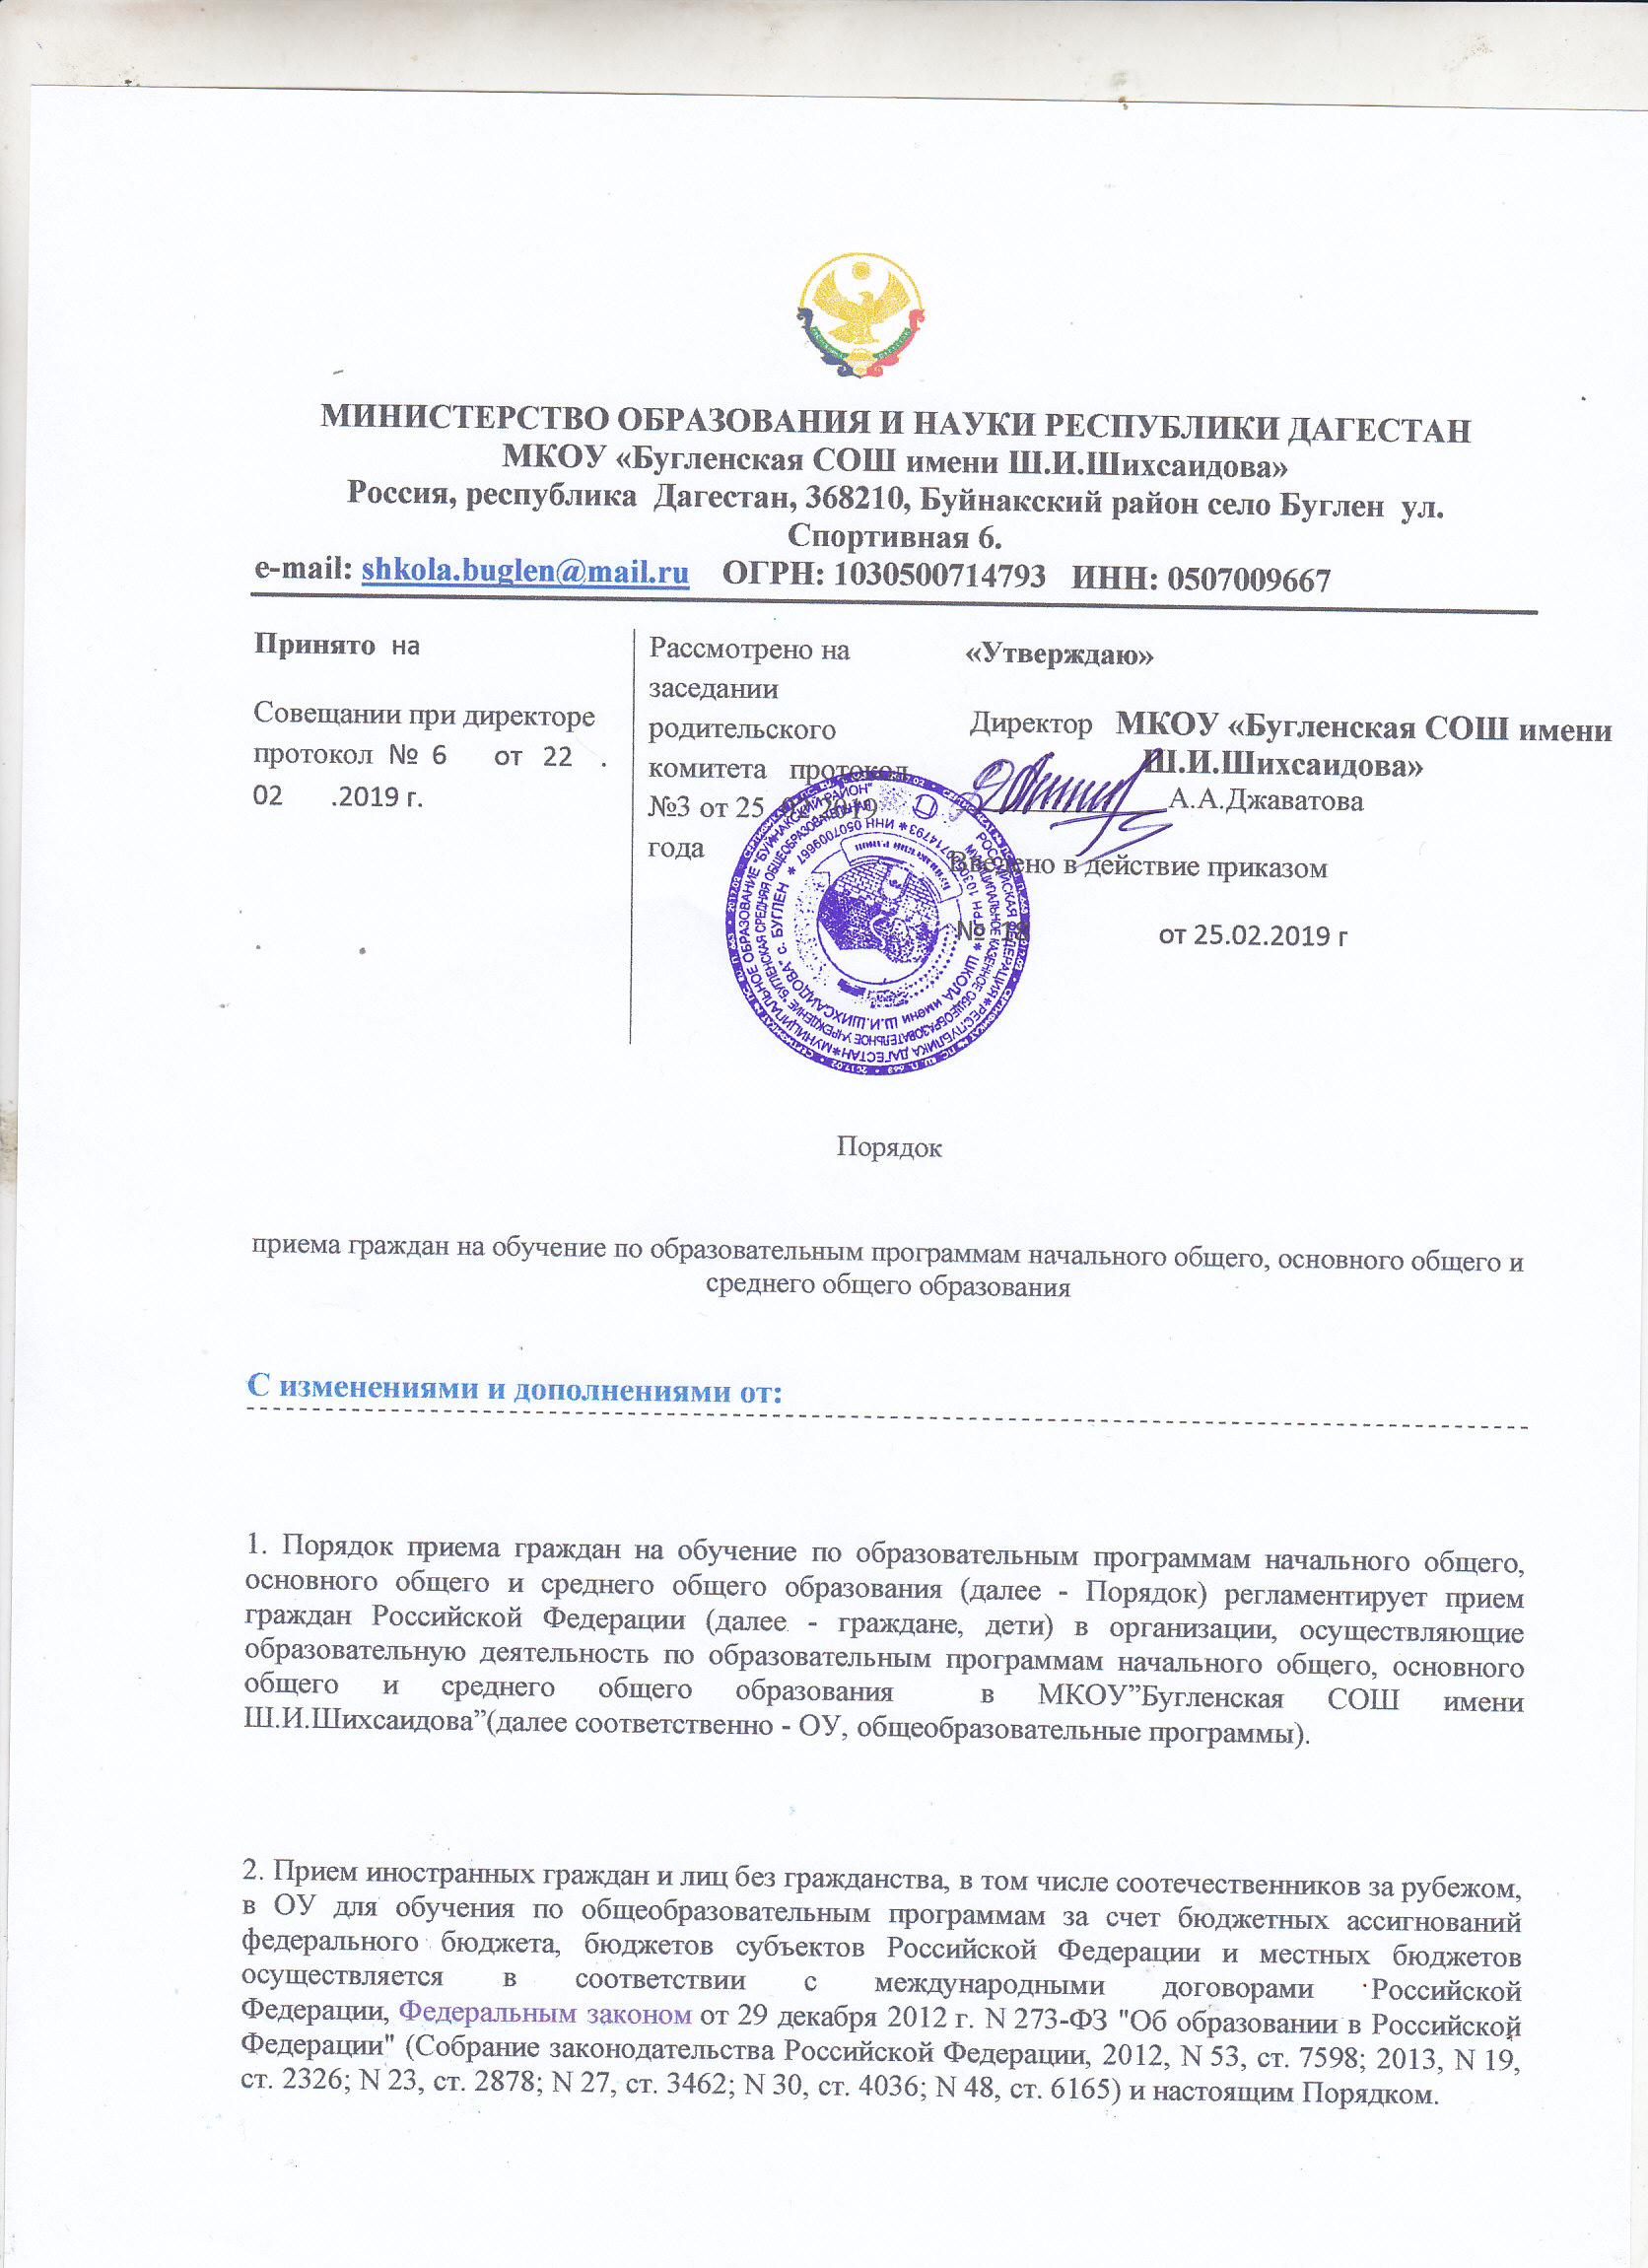 МИНИСТЕРСТВО ОБРАЗОВАНИЯ И НАУКИ РЕСПУБЛИКИ ДАГЕСТАН
МКОУ «Бугленская СОШ имени Ш.И.Шихсаидова»
Россия, республика Дагестан, 368210, Буйнакский район село Буглен ул.
Спортивная 6.
e-mail: shkola.buglen@mail.ru ОГРН: 1030500714793 ИНН: 0507009667
Принято на
Совещании при директоре
протокол № 6 от 22 .
02 .2019 г.
Рассмотрено на
заседании
родительского
комитета протокол
№3 от 25 .02.2019
года
«Утверждаю»
Директор МКОУ «Бугленская СОШ имени
Ш.И.Шихсаидова»
А.А.Джаватова
Введено в действие приказом
№ 18 от 25.02.2019 г
Порядок
приема граждан на обучение по образовательным программам начального общего, основного общего и
среднего общего образования
С изменениями и дополнениями от:
1. Порядок приема граждан на обучение по образовательным программам начального общего,
основного общего и среднего общего образования (далее - Порядок) регламентирует прием
граждан Российской Федерации (далее - граждане, дети) в организации, осуществляющие
образовательную деятельность по образовательным программам начального общего, основного
общего и среднего общего образования в МКОУ”Бугленская СОШ имени
Ш.И.Шихсаидова”(далее соответственно - ОУ, общеобразовательные программы).
2. Прием иностранных граждан и лиц без гражданства, в том числе соотечественников за рубежом,
в ОУ для обучения по общеобразовательным программам за счет бюджетных ассигнований
федерального бюджета, бюджетов субъектов Российской Федерации и местных бюджетов
осуществляется в соответствии с международными договорами Российской
Федерации, Федеральным законом от 29 декабря 2012 г. N 273-ФЗ "Об образовании в Российской
Федерации" (Собрание законодательства Российской Федерации, 2012, N 53, ст. 7598; 2013, N 19,
ст. 2326; N 23, ст. 2878; N 27, ст. 3462; N 30, ст. 4036; N 48, ст. 6165) и настоящим Порядком.